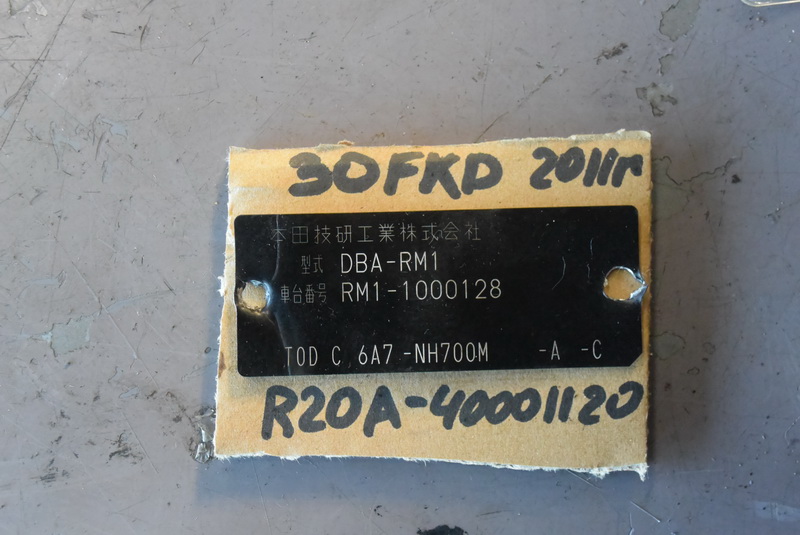 30FKD 2011г
本田技研工業株式会社
型式 DBA-RM1
車台番号 RM1-1000128
TOD C 6A7-NH700M -A -C
R20A-40001120